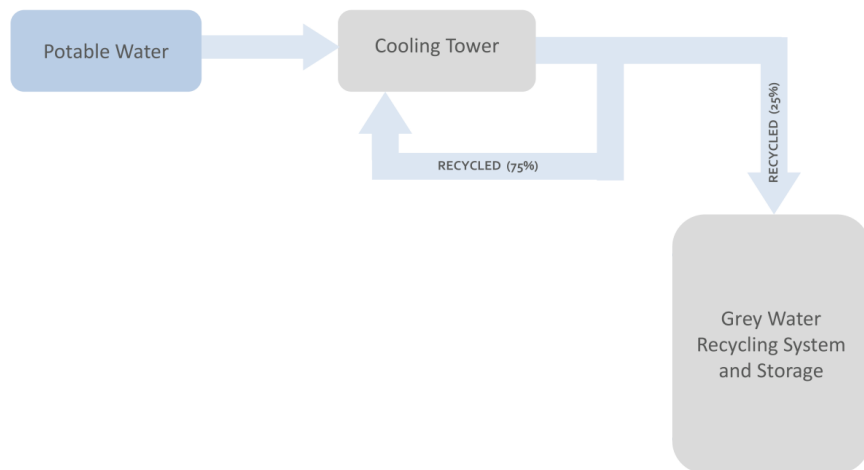 Potable Water
Cooling Tower
RECYCLED (75%)
RECYCLED (25%)
Grey Water
Recycling System
and Storage